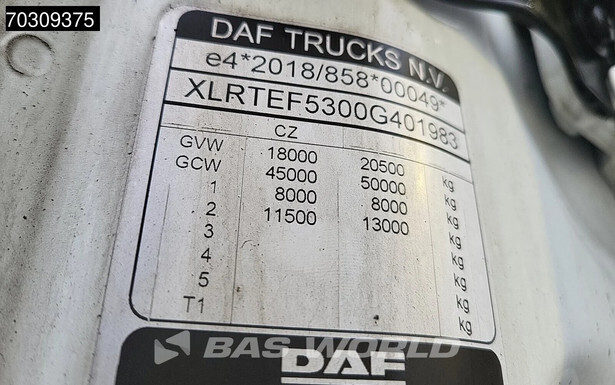 70309375
DAF TRUCKS N.V.
e4*2018/858*00049*
XLRTEF5300G401983
CZ
GVW 18000 20500 kg
GCW 45000 50000 kg
1 8000 8000 kg
2 11500 13000 kg
3 kg
4 kg
5 kg
T1 kg
DAF
BAS WORLD